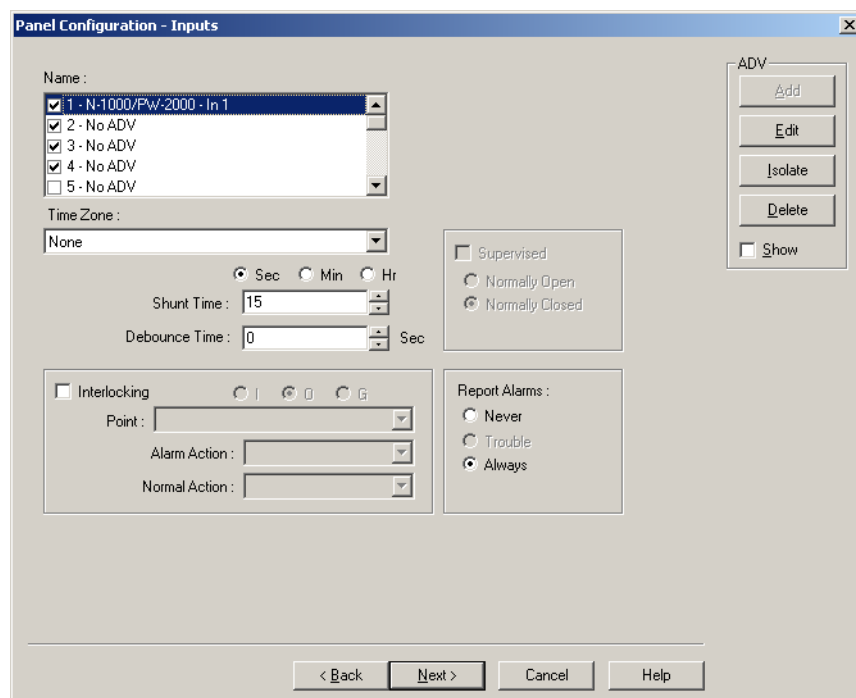 Panel Configuration - Inputs
Name :
1 - N-1000/PW-2000 - In 1
2 - No ADV
3 - No ADV
4 - No ADV
5 - No ADV
Time Zone :
None
Sec Min Hr
Shunt Time : 15
Debounce Time : 0 Sec
Supervised
Normally Open
Normally Closed
Interlocking I O G
Point :
Alarm Action :
Normal Action :
Report Alarms :
Never
Trouble
Always
ADV
Add
Edit
Isolate
Delete
Show
< Back Next > Cancel Help